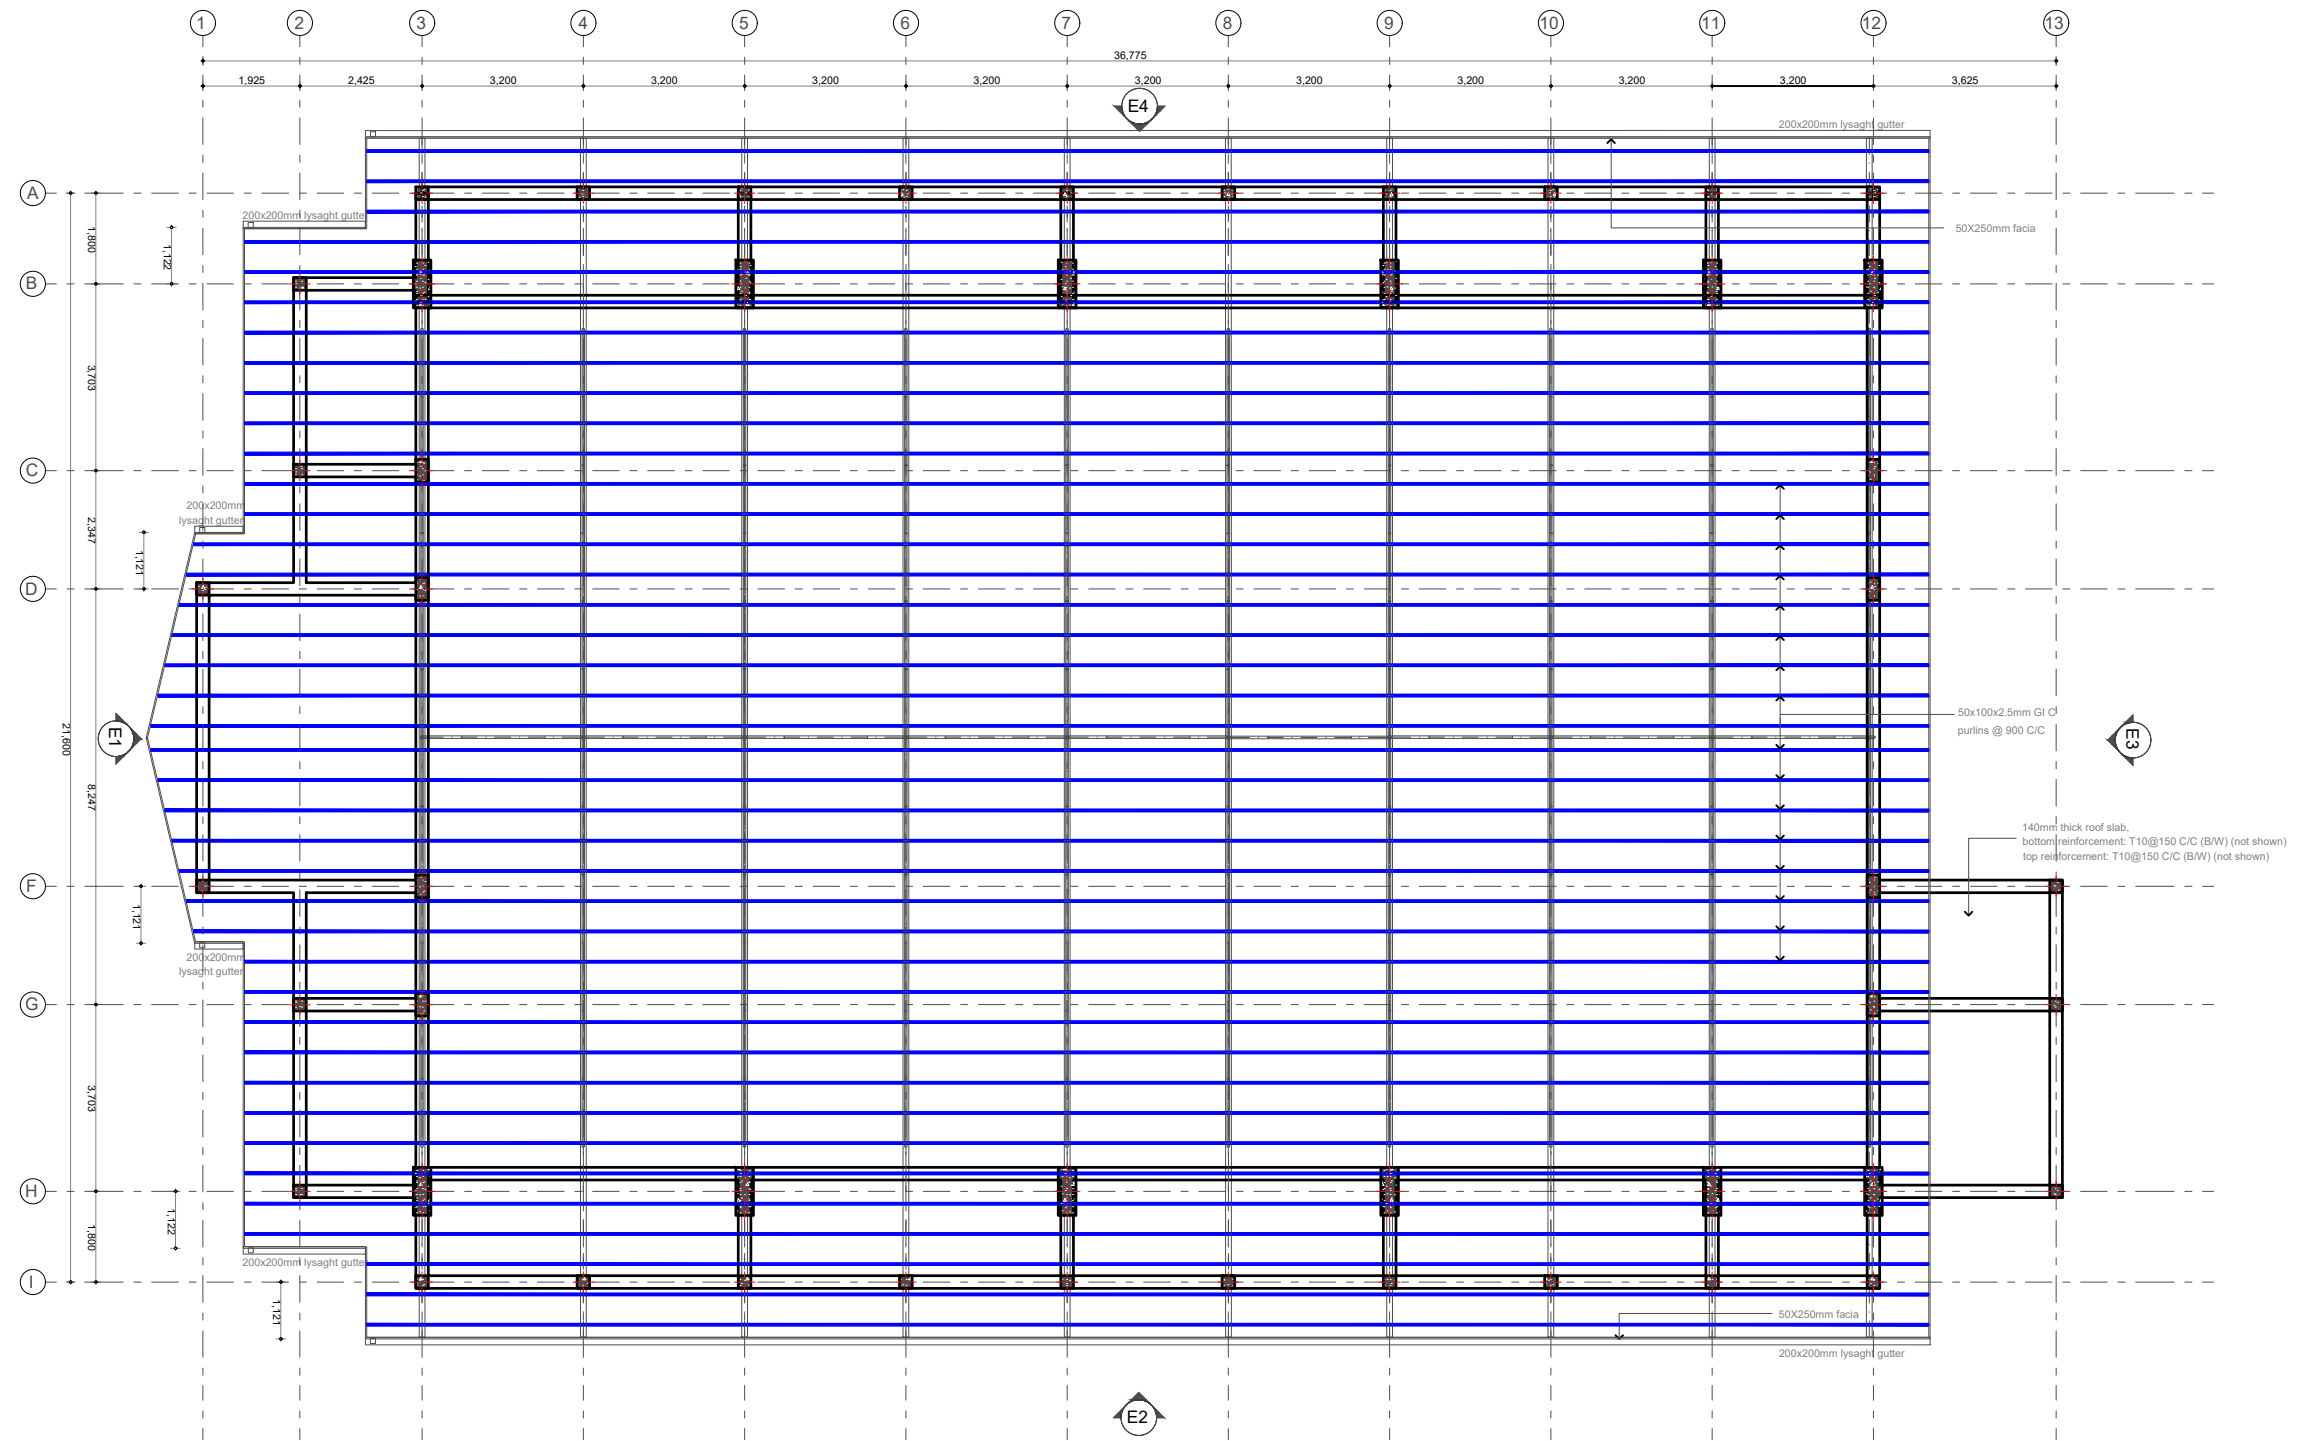 1 2 3 4 5 6 7 8 9 10 11 12 13
36,775
1,925 2,425 3,200 3,200 3,200 3,200 3,200 3,200 3,200 3,200 3,200 3,625
E4
200x200mm lysaght gutter
A
200x200mm lysaght gutter
50X250mm facia
1,800
1,122
B
3,703
C
200x200mm
lysaght gutter
2,347
1,121
D
50x100x2.5mm GI C
purlins @ 900 C/C
E1
21,600
E3
8,247
140mm thick roof slab,
bottom reinforcement: T10@150 C/C (B/W) (not shown)
top reinforcement: T10@150 C/C (B/W) (not shown)
F
1,121
200x200mm
lysaght gutter
G
3,703
H
1,122
1,800
200x200mm lysaght gutter
I
1,121
50X250mm facia
200x200mm lysaght gutter
E2